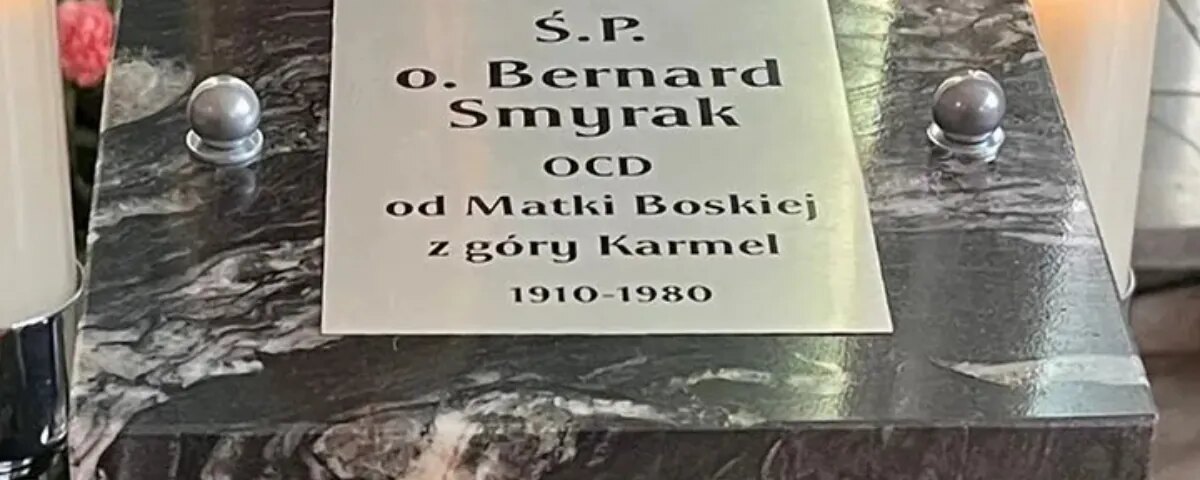 Ś.P.
o. Bernard
Smyrak
OCD
od Matki Boskiej
z góry Karmel
1910-1980